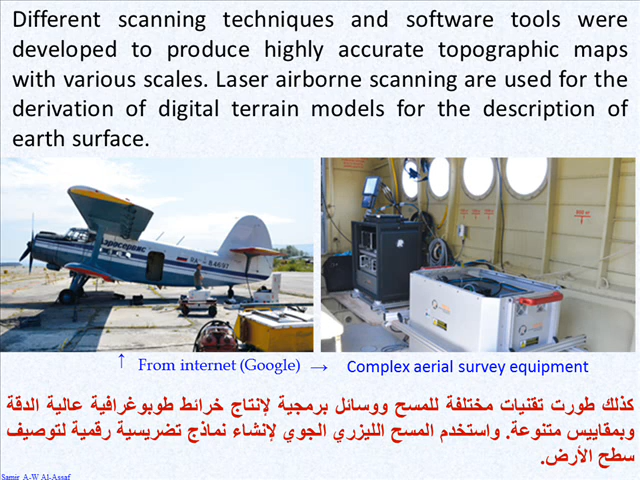 Different scanning techniques and software tools were
developed to produce highly accurate topographic maps
with various scales. Laser airborne scanning are used for the
derivation of digital terrain models for the description of
earth surface.
↑ From internet (Google) → Complex aerial survey equipment
كذلك طورت تقنيات مختلفة للمسح ووسائل برمجية لإنتاج خرائط طوبوغرافية عالية الدقة
وبمقاييس متنوعة. واستخدم المسح الليزري الجوي لإنشاء نماذج تضريسية رقمية لتوصيف
سطح الأرض.
Samir A-W Al-Assaf